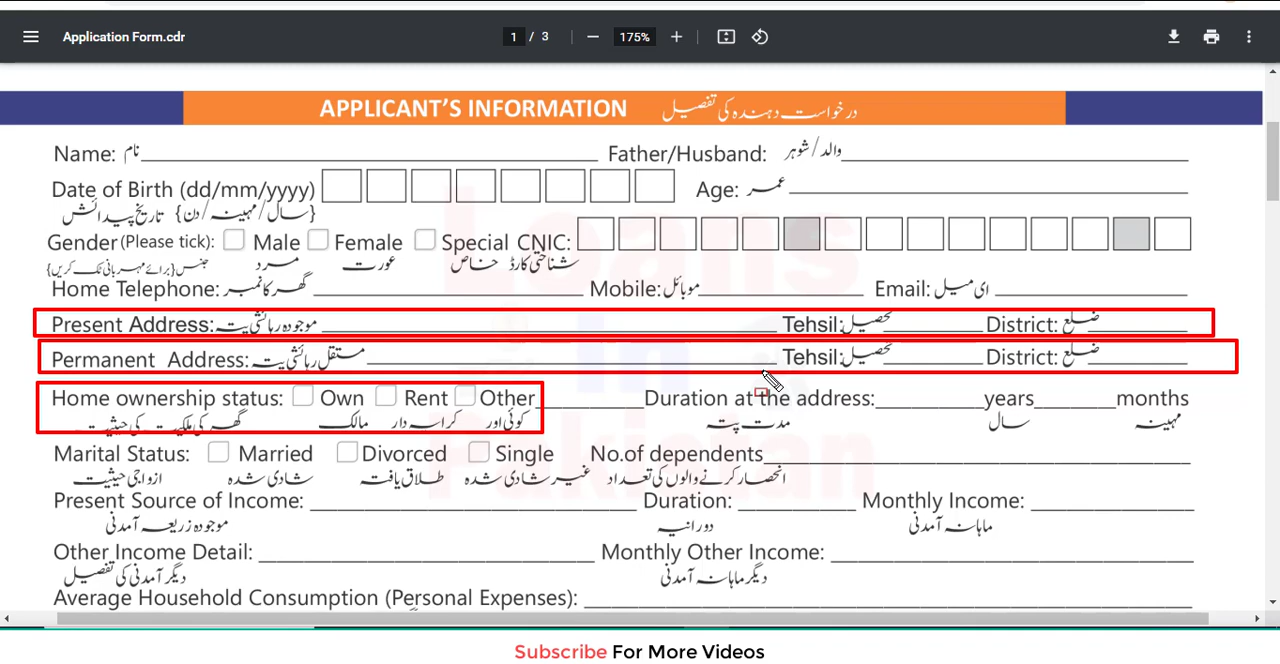 Application Form.cdr 1 / 3 175%
APPLICANT'S INFORMATION درخواست دہندہ کی تفصیل
Name: نام Father/Husband: والد/شوہر
Date of Birth (dd/mm/yyyy) Age: عمر
تاریخ پیدائش {دن/مہینہ/سال}
Gender (Please tick): Male Female Special CNIC:
جنس{برائے مہربانی ٹک کریں} مرد عورت خاص شناختی کارڈ
Home Telephone: گھر کا نمبر Mobile: موبائل Email: ای میل
Present Address: موجودہ رہائشی پتہ Tehsil: تحصیل District: ضلع
Permanent Address: مستقل رہائشی پتہ Tehsil: تحصیل District: ضلع
Home ownership status: Own Rent Other Duration at the address: years months
گھر کی ملکیت کی حیثیت مالک کرایہ دار کوئی اور مدت پتہ سال مہینہ
Marital Status: Married Divorced Single No.of dependents
ازواجی حیثیت شادی شدہ طلاق یافتہ غیر شادی شدہ انحصار کرنے والوں کی تعداد
Present Source of Income: Duration: Monthly Income:
موجودہ زریعہ آمدنی دورانیہ ماہانہ آمدنی
Other Income Detail: Monthly Other Income:
دیگر آمدنی کی تفصیل دیگر ماہانہ آمدنی
Average Household Consumption (Personal Expenses):
Loans
In
Pakistan
Subscribe For More Videos